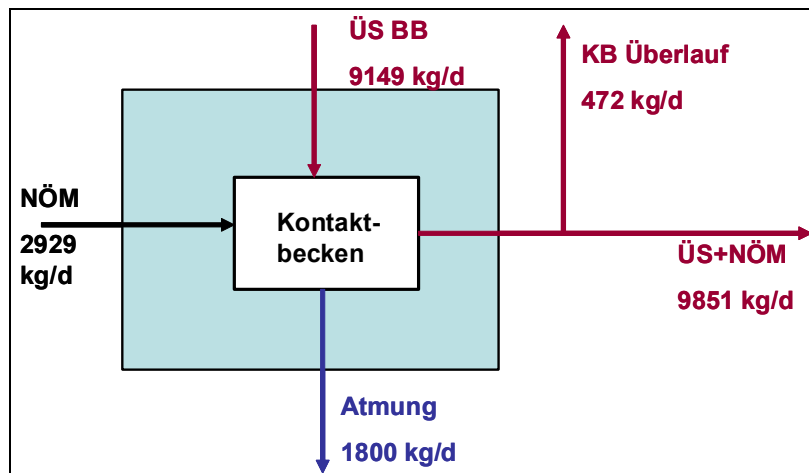 ÜS BB
9149 kg/d
KB Überlauf
472 kg/d
NÖM
2929
kg/d
Kontakt-
becken
ÜS+NÖM
9851 kg/d
Atmung
1800 kg/d